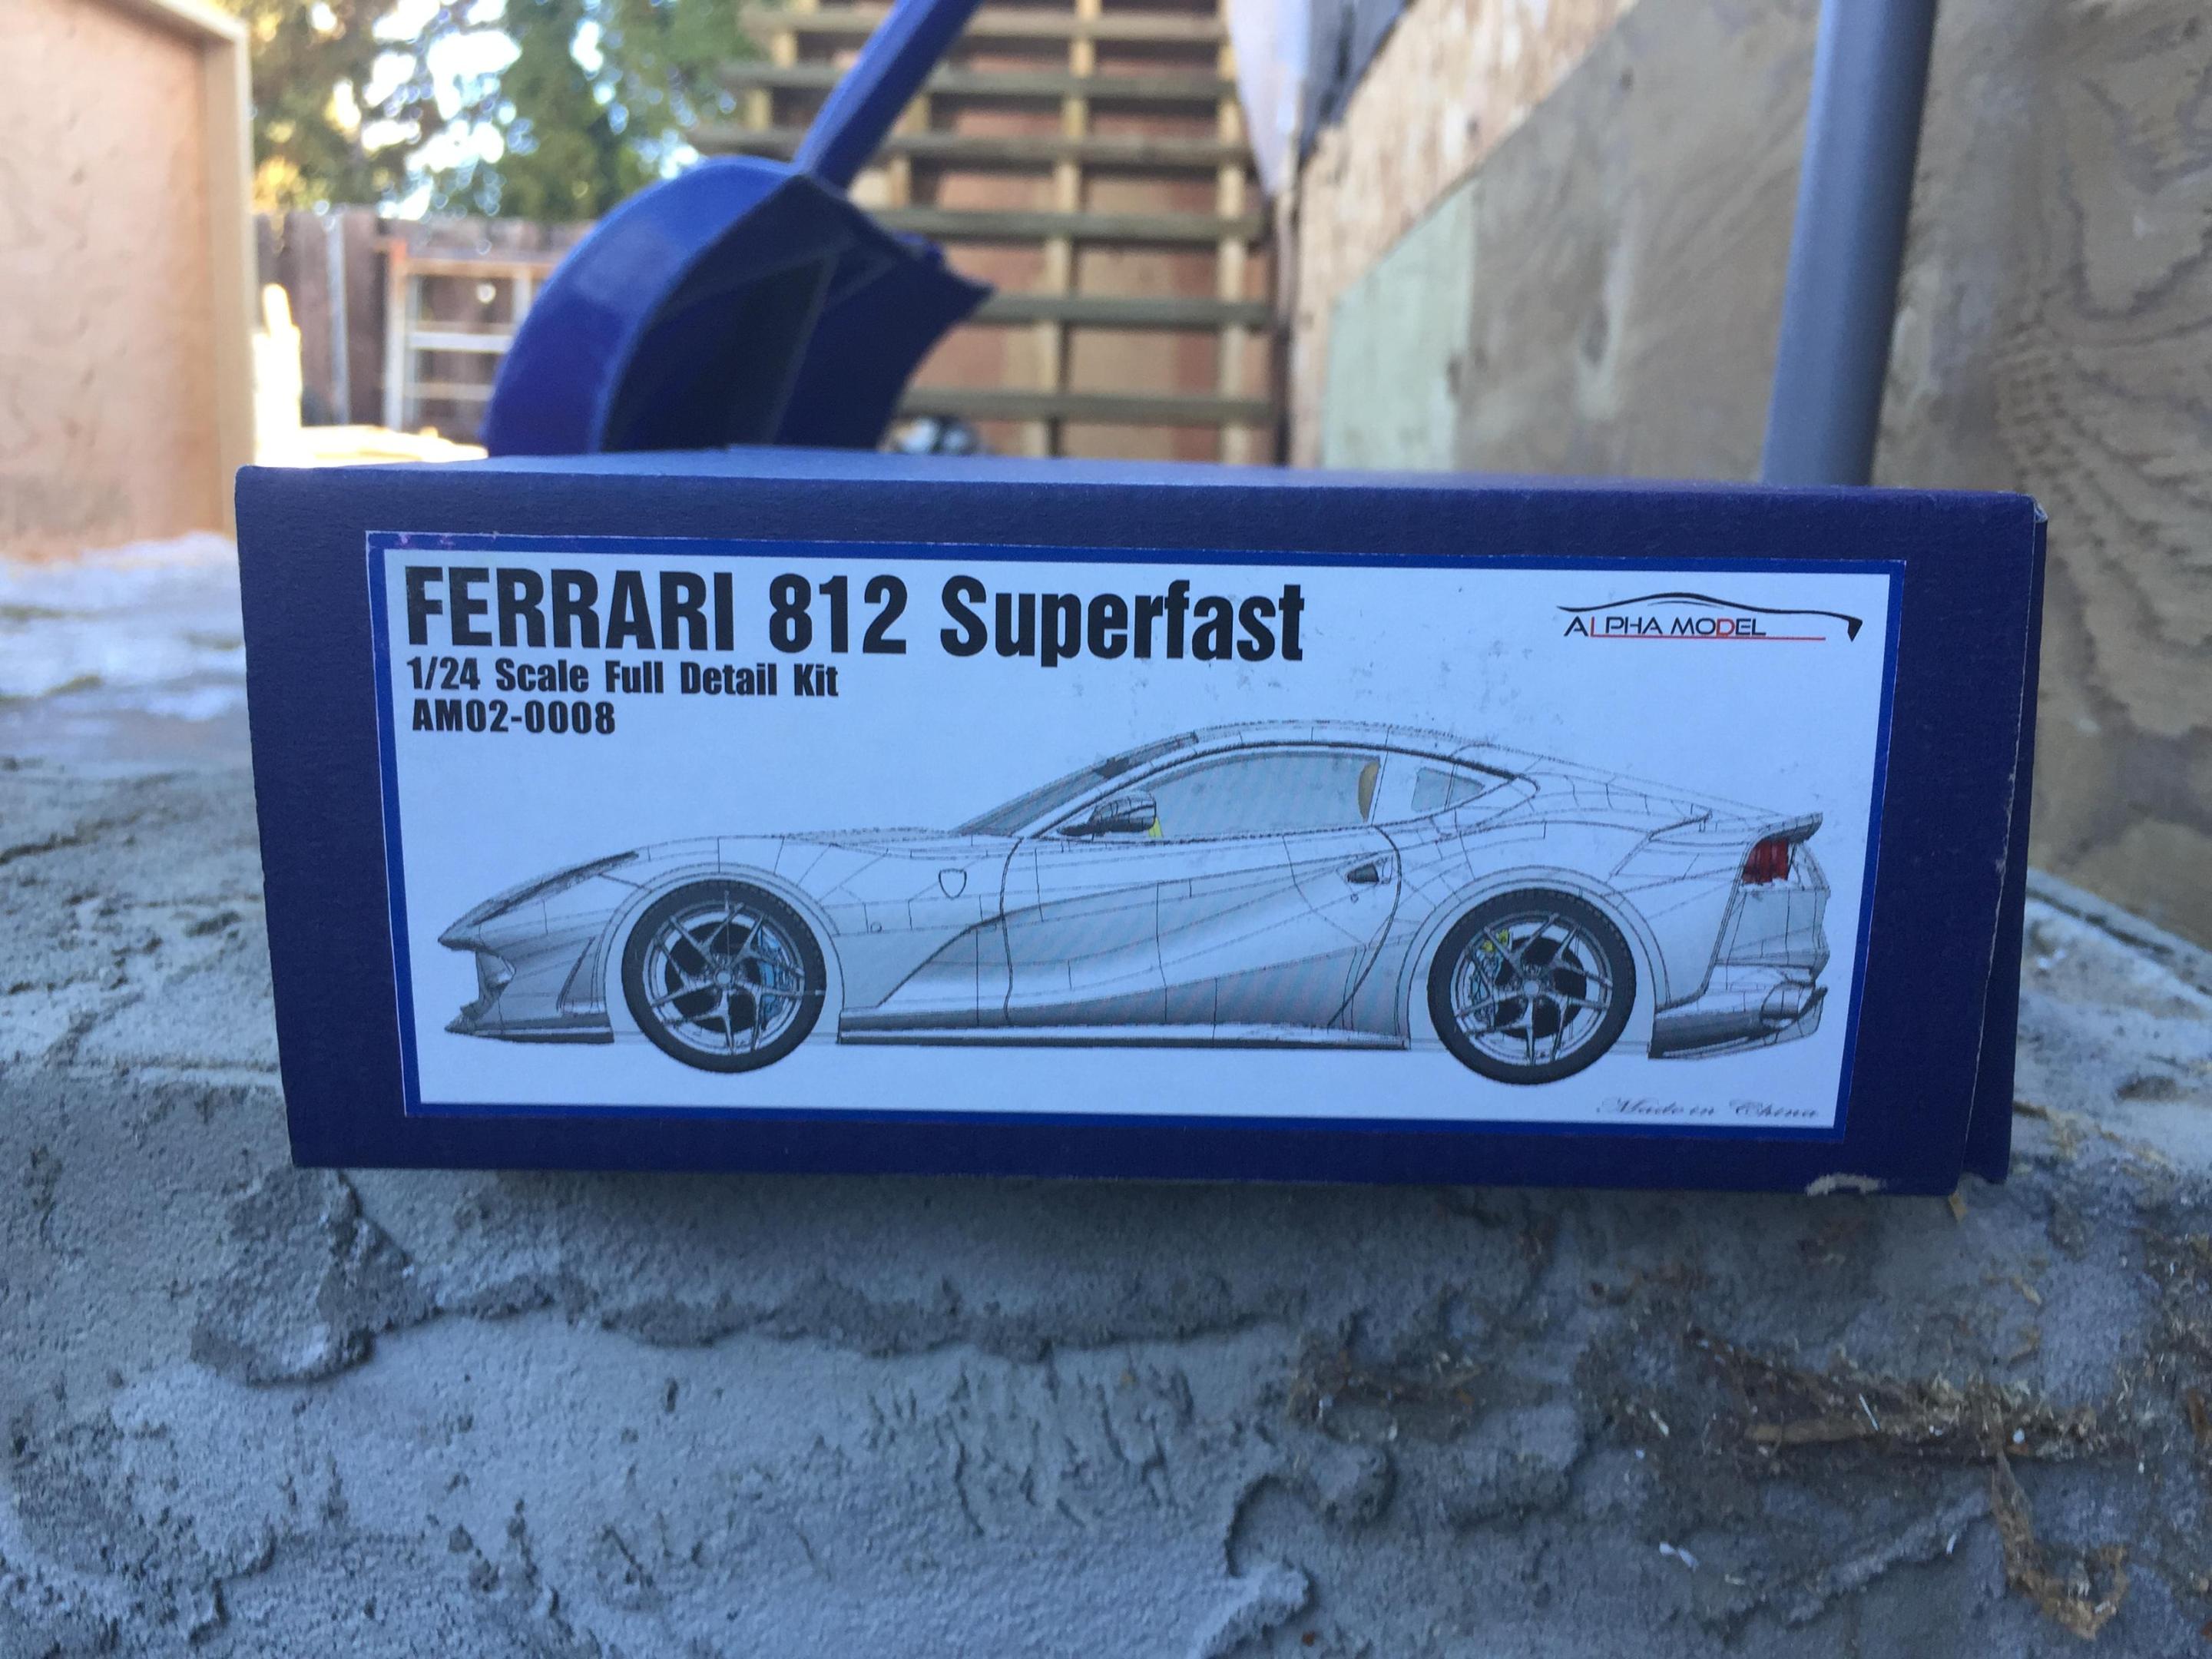 FERRARI 812 Superfast
1/24 Scale Full Detail Kit
AM02-0008
ALPHA MODEL
Made in China